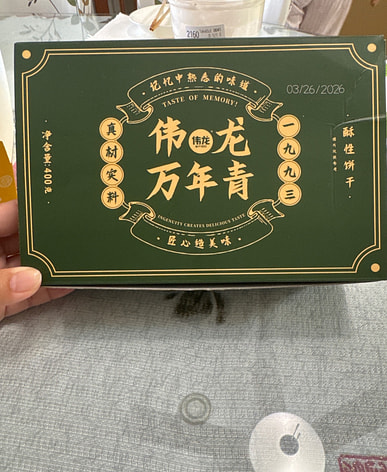 2160
记忆中熟悉的味道
TASTE OF MEMORY!
03/26/2026
真材实料
伟龙
伟龙
万年青
一九九三
酥性饼干
净含量:400克
INGENUITY CREATES DELICIOUS TASTE
匠心绝美味